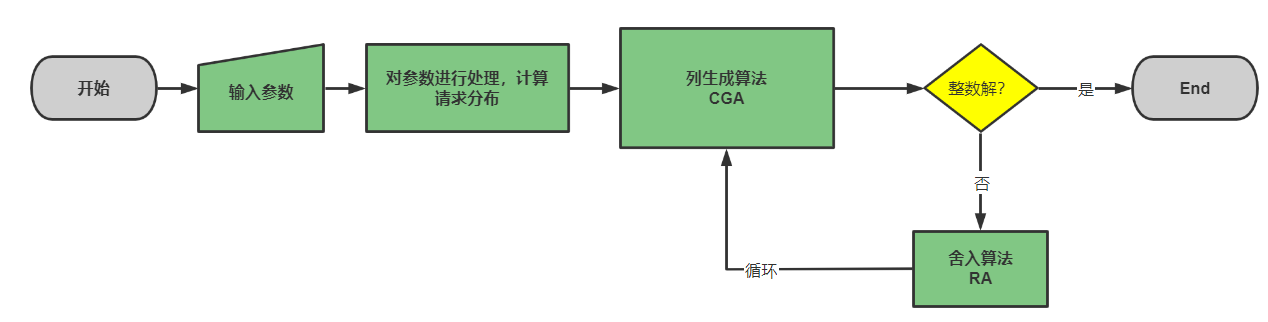 开始
输入参数
对参数进行处理，计算
请求分布
列生成算法
CGA
整数解?
是
End
否
舍入算法
RA
循环